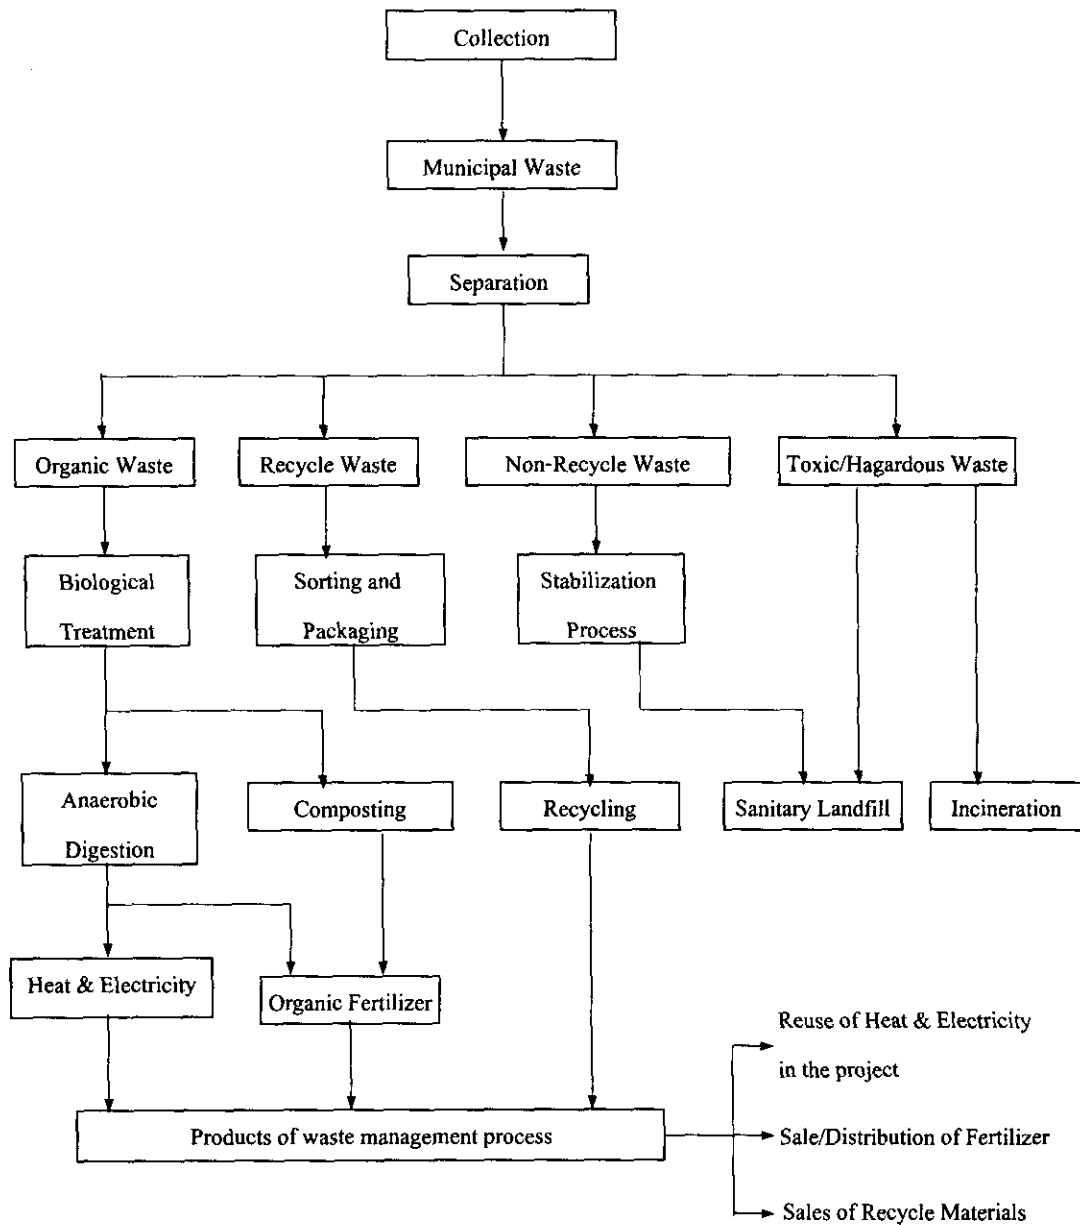 Collection
Municipal Waste
Separation
Organic Waste
Recycle Waste
Non-Recycle Waste
Toxic/Hagardous Waste
Biological
Treatment
Sorting and
Packaging
Stabilization
Process
Anaerobic
Digestion
Composting
Recycling
Sanitary Landfill
Incineration
Heat & Electricity
Organic Fertilizer
Reuse of Heat & Electricity
in the project
Products of waste management process
Sale/Distribution of Fertilizer
Sales of Recycle Materials